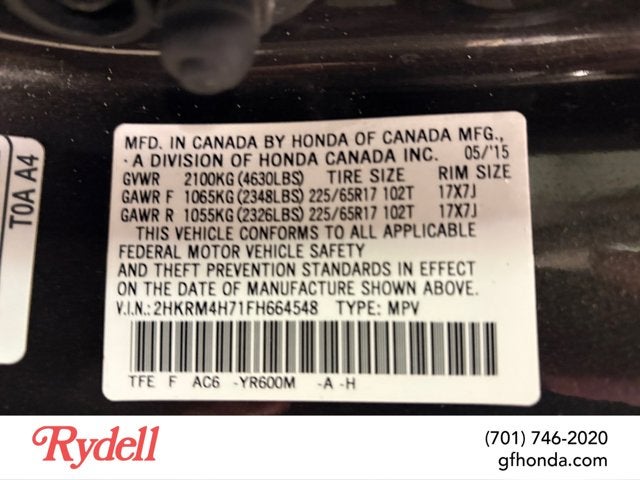 MFD. IN CANADA BY HONDA OF CANADA MFG.,
A DIVISION OF HONDA CANADA INC. 05/'15
GVWR 2100KG(4630LBS) TIRE SIZE RIM SIZE
GAWR F 1065KG(2348LBS) 225/65R17 102T 17X7J
GAWR R 1055KG(2326LBS) 225/65R17 102T 17X7J
THIS VEHICLE CONFORMS TO ALL APPLICABLE
FEDERAL MOTOR VEHICLE SAFETY
AND THEFT PREVENTION STANDARDS IN EFFECT
ON THE DATE OF MANUFACTURE SHOWN ABOVE.
V.I.N.: 2HKRM4H71FH664548 TYPE: MPV
TFE F AC6 -YR600M -A -H
T0A A4
Rydell
(701) 746-2020
gfhonda.com